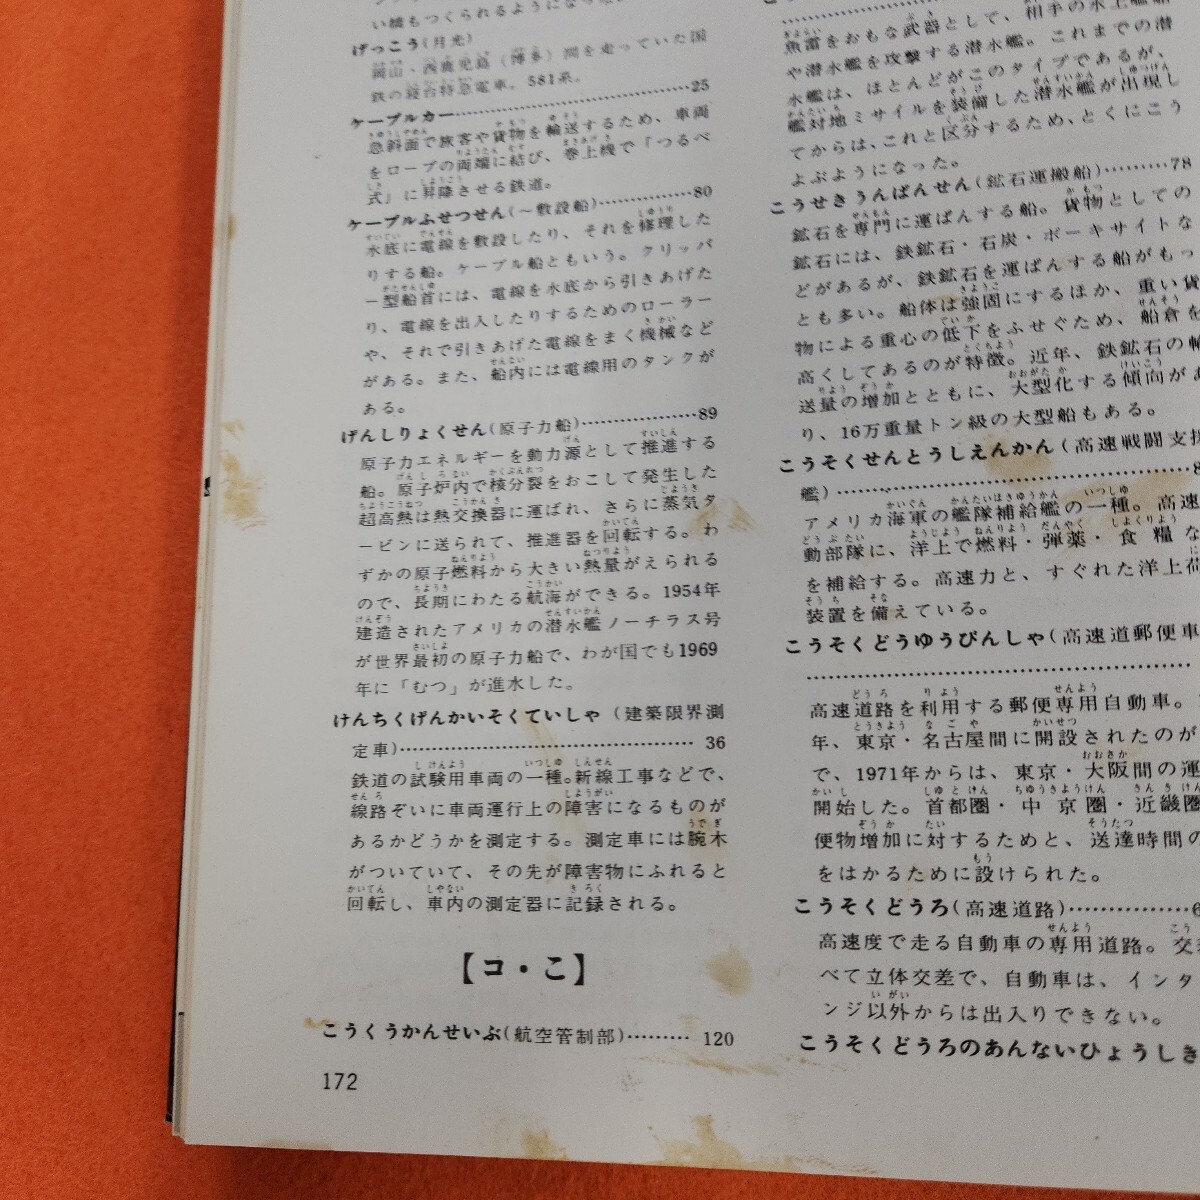 い橋もつくられるようになった
げっこう(月光)
岡山・西鹿児島(博多)間を走っていた国
鉄の寝台特急電車。581系。
ケーブルカー……………………25
急斜面で旅客や貨物を輸送するため、車両
をロープの両端に結び、巻上機で「つるべ
式」に昇降させる鉄道。
ケーブルふせつせん(〜敷設船)…………80
水底に電線を敷設したり、それを修理した
りする船。ケーブル船ともいう。クリッパ
ー型船首には、電線を水底から引きあげた
り、電線を出入したりするためのローラー
や、それで引きあげた電線をまく機械など
がある。また、船内には電線用のタンクが
ある。
げんしりょくせん(原子力船)……………89
原子力エネルギーを動力源として推進する
船。原子炉内で核分裂をおこして発生した
超高熱は熱交換器に運ばれ、さらに蒸気タ
ービンに送られて、推進器を回転する。わ
ずかの原子燃料から大きい熱量がえられる
ので、長期にわたる航海ができる。1954年
建造されたアメリカの潜水艦ノーチラス号
が世界最初の原子力船で、わが国でも1969
年に「むつ」が進水した。
けんちくげんかいそくていしゃ(建築限界測
定車)……………………………………36
鉄道の試験用車両の一種。新線工事などで、
線路ぞいに車両運行上の障害になるものが
あるかどうかを測定する。測定車には腕木
がついていて、その先が障害物にふれると
回転し、車内の測定器に記録される。
【コ・こ】
こうくうかんせいぶ(航空管制部)………120
172
魚雷をおもな武器として、相手の水上艦船
や潜水艦を攻撃する潜水艦。これまでの潜
水艦は、ほとんどがこのタイプであるが、
艦対地ミサイルを装備した潜水艦が出現し
てからは、これと区分するため、とくにこう
よぶようになった。
こうせきうんぱんせん(鉱石運搬船)………78
鉱石を専門に運ぱんする船。貨物としての
鉱石には、鉄鉱石・石炭・ボーキサイトな
どがあるが、鉄鉱石を運ぱんする船がもっ
とも多い。船体は強固にするほか、重い貨
物による重心の低下をふせぐため、船倉を
高くしてあるのが特徴。近年、鉄鉱石の輸
送量の増加とともに、大型化する傾向があ
り、16万重量トン級の大型船もある。
こうそくせんとうしえんかん(高速戦闘支援
艦)……………………………………8
アメリカ海軍の艦隊補給艦の一種。高速
動部隊に、洋上で燃料・弾薬・食糧な
を補給する。高速力と、すぐれた洋上荷
装置を備えている。
こうそくどうゆうびんしゃ(高速道郵便車
……………………………………
高速道路を利用する郵便専用自動車。
年、東京・名古屋間に開設されたのが
で、1971年からは、東京・大阪間の運
開始した。首都圏・中京圏・近畿圏
便物増加に対するためと、送達時間の
をはかるために設けられた。
こうそくどうろ(高速道路)……………6
高速度で走る自動車の専用道路。交差
べて立体交差で、自動車は、インタ
ンジ以外からは出入りできない。
こうそくどうろのあんないひょうしき